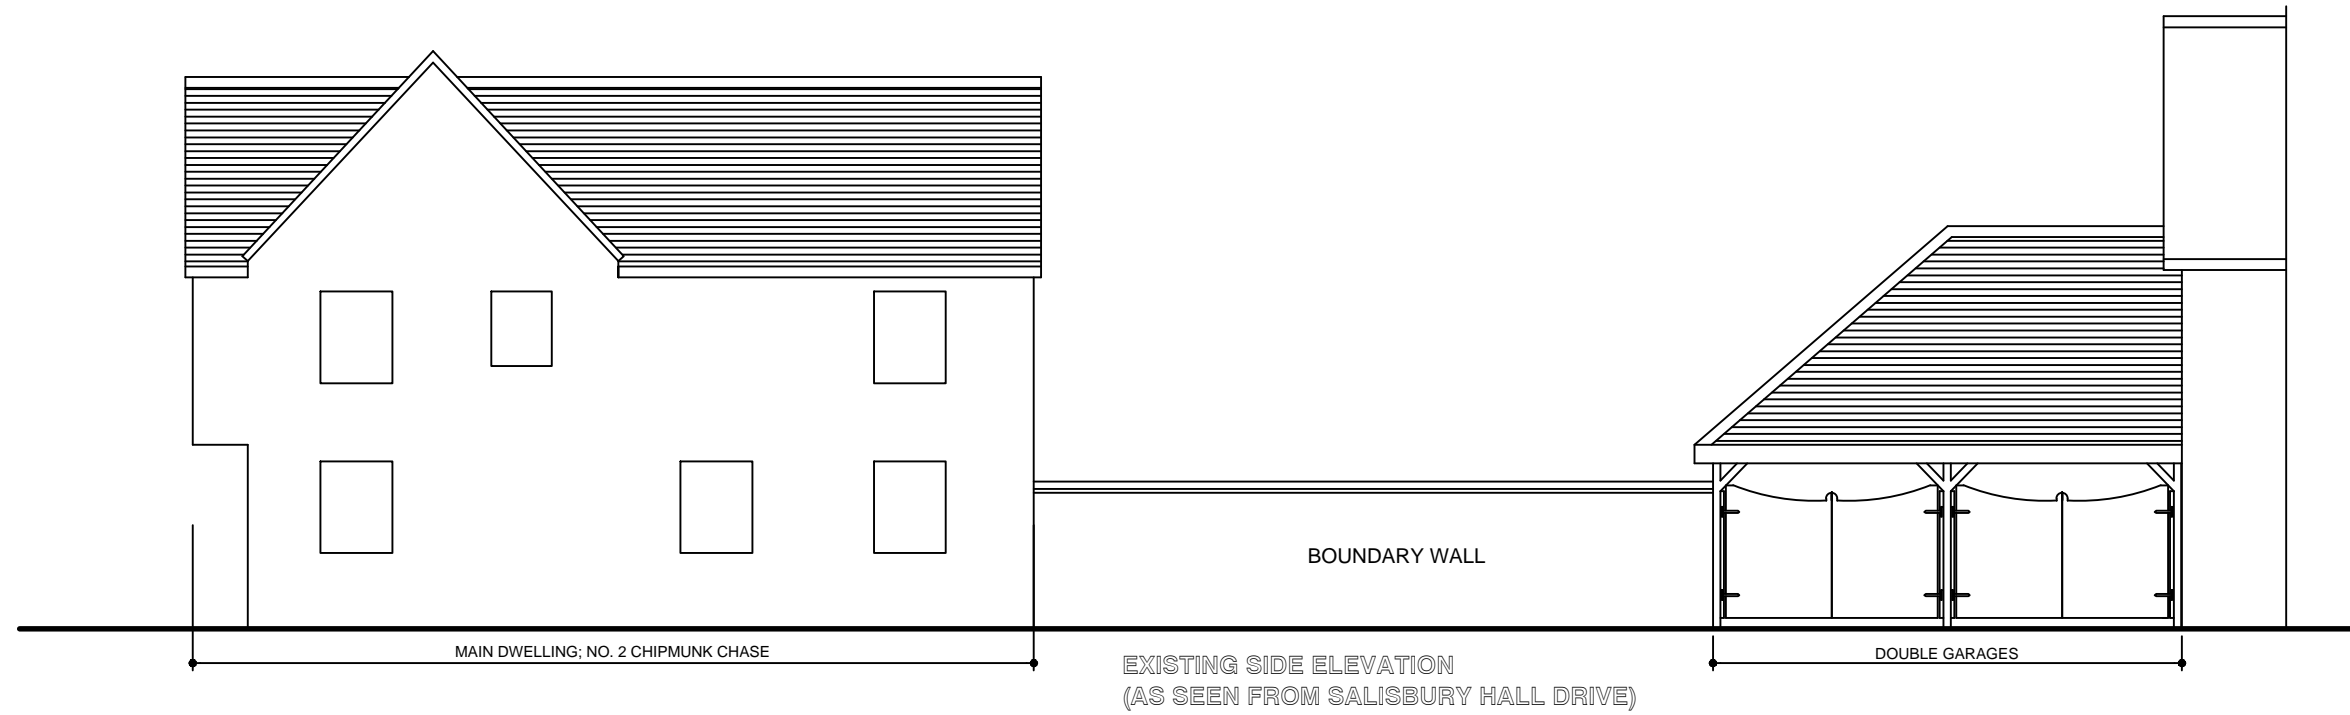 BOUNDARY WALL
MAIN DWELLING; NO. 2 CHIPMUNK CHASE
DOUBLE GARAGES
EXISTING SIDE ELEVATION
(AS SEEN FROM SALISBURY HALL DRIVE)